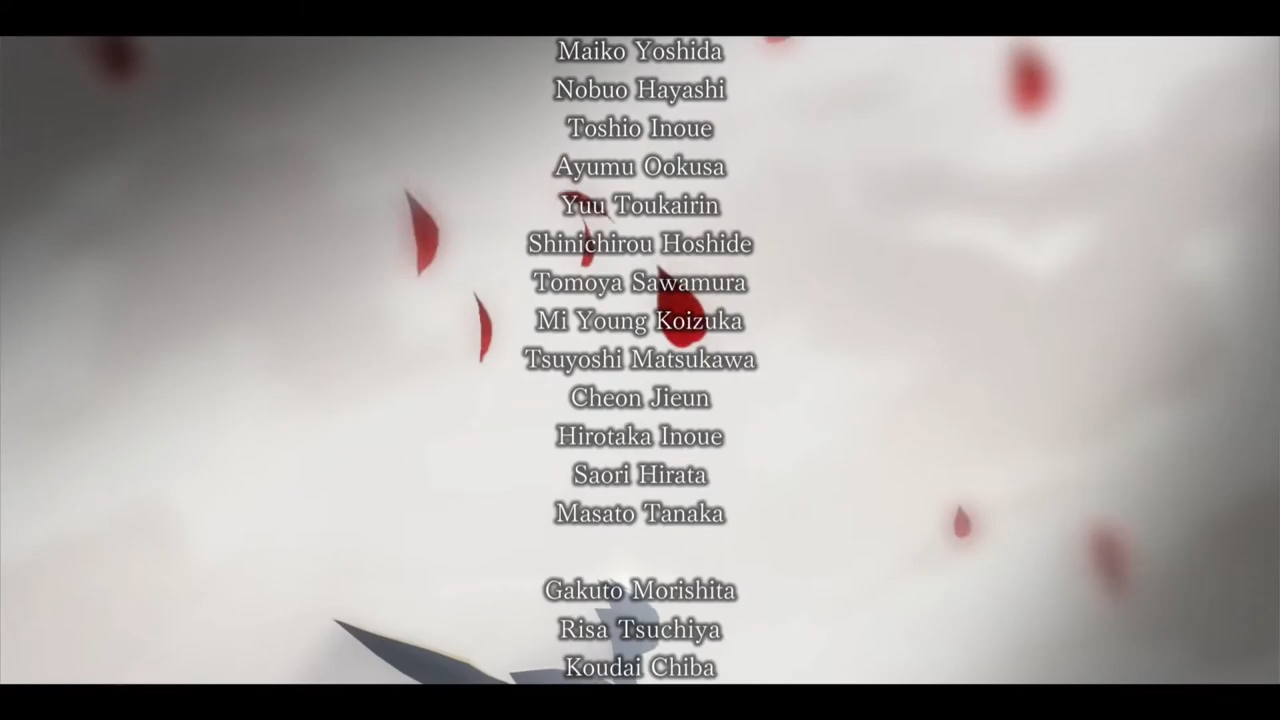 Maiko Yoshida
Nobuo Hayashi
Toshio Inoue
Ayumu Ookusa
Yuu Toukairin
Shinichirou Hoshide
Tomoya Sawamura
Mi Young Koizuka
Tsuyoshi Matsukawa
Cheon Jieun
Hirotaka Inoue
Saori Hirata
Masato Tanaka
Gakuto Morishita
Risa Tsuchiya
Koudai Chiba